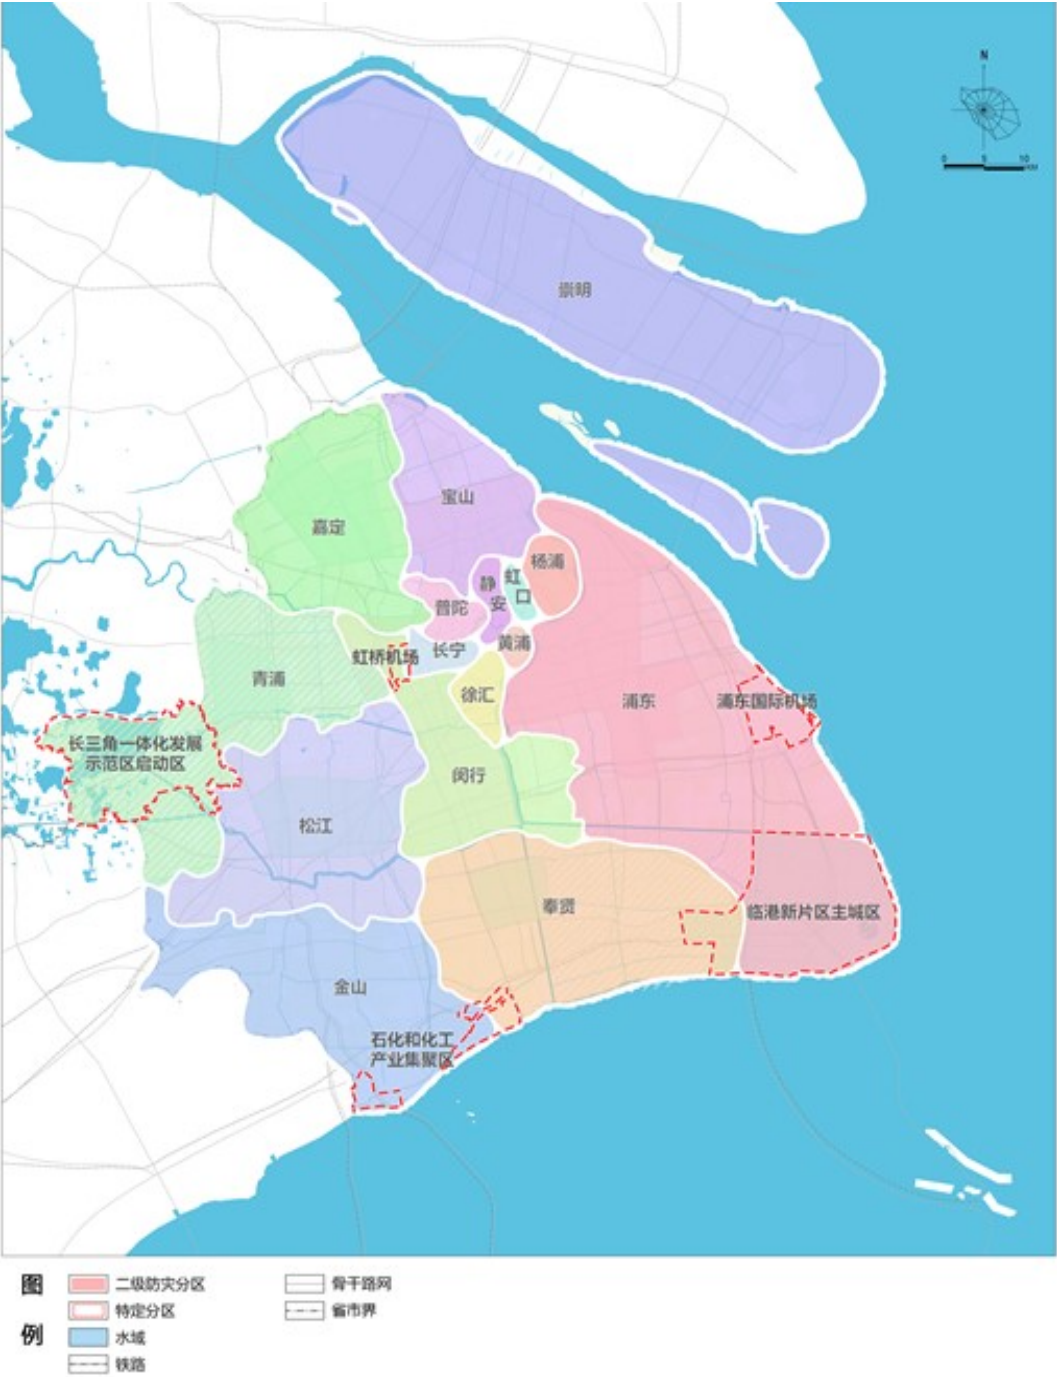 N
0 5 10
KM
崇明
宝山
嘉定
杨浦
虹
口
静
安
普陀
黄浦
长宁
虹桥机场
青浦
徐汇
浦东
浦东国际机场
长三角一体化发展
示范区启动区
闵行
松江
奉贤
临港新片区主城区
金山
石化和化工
产业集聚区
图
例
二级防灾分区
特定分区
水域
铁路
骨干路网
省市界